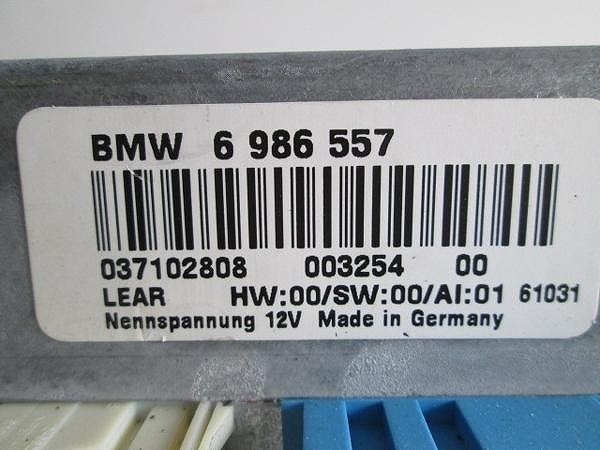 BMW 6 986 557
037102808 003254 00
LEAR HW:00/SW:00/AI:01 61031
Nennspannung 12V Made in Germany